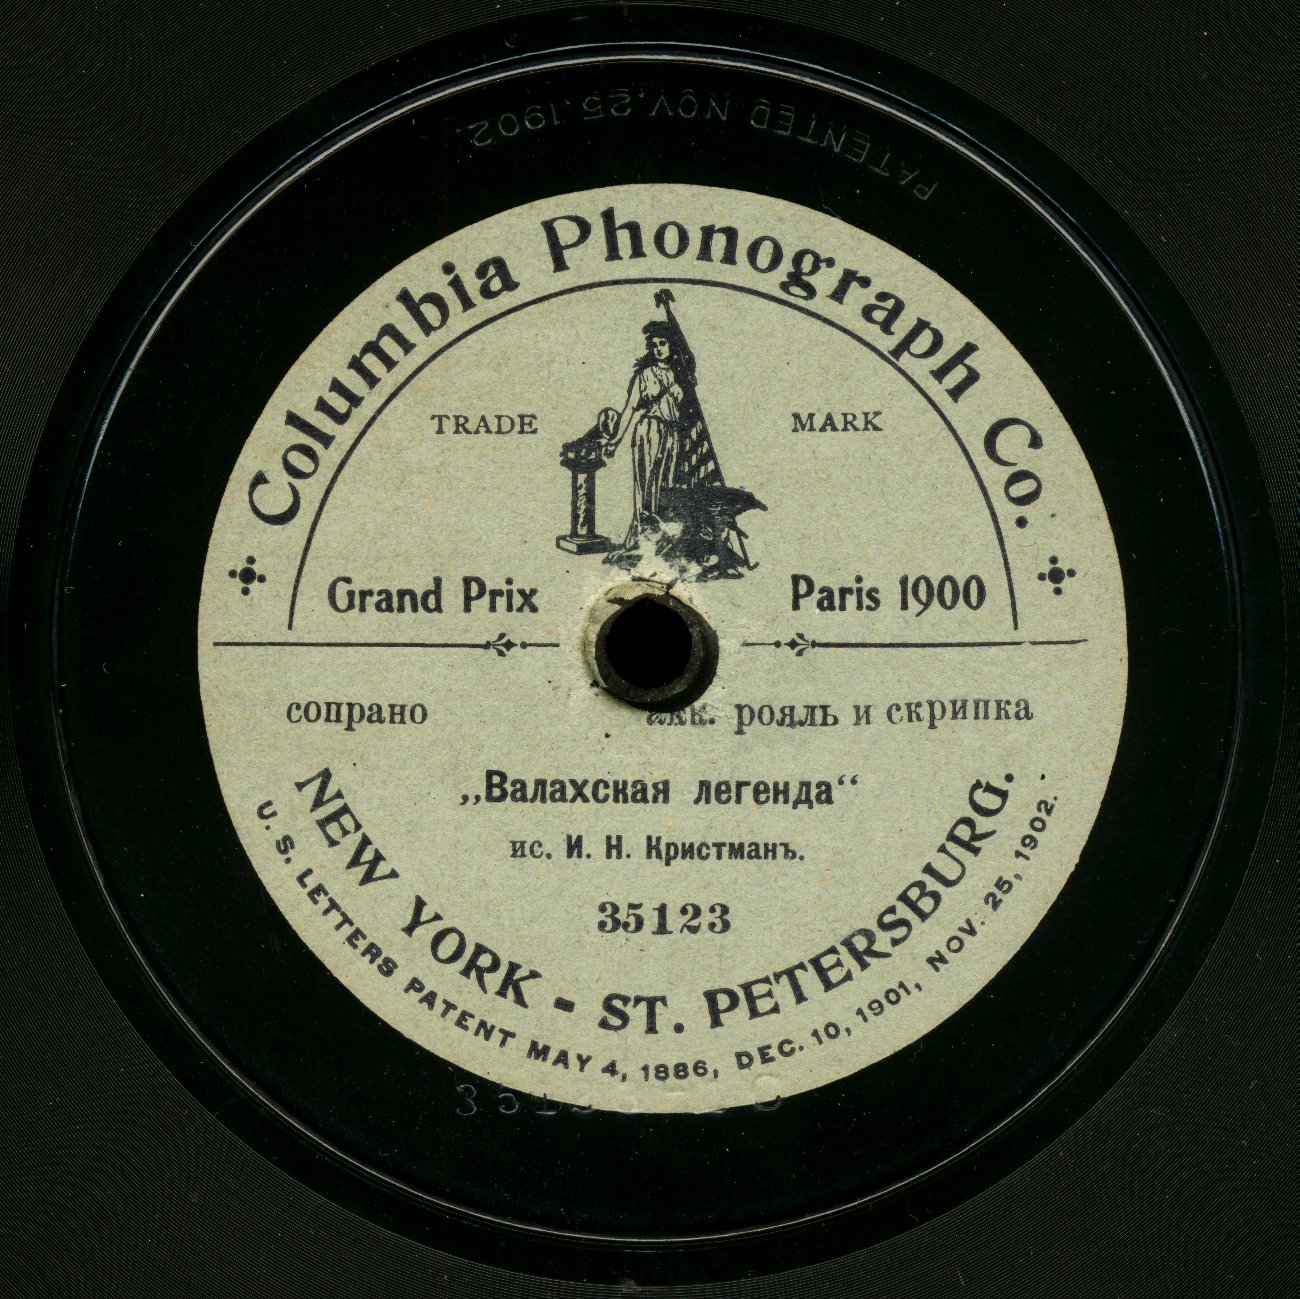 PATENTED NOV. 25. 1902.
Columbia Phonograph Co.
TRADE MARK
Grand Prix Paris 1900
сопрано акк. рояль и скрипка
„Валахская легенда“
ис. И. Н. Кристманъ.
35123
NEW YORK - ST. PETERSBURG.
U. S. LETTERS PATENT MAY 4, 1886, DEC. 10, 1901, NOV. 25, 1902.